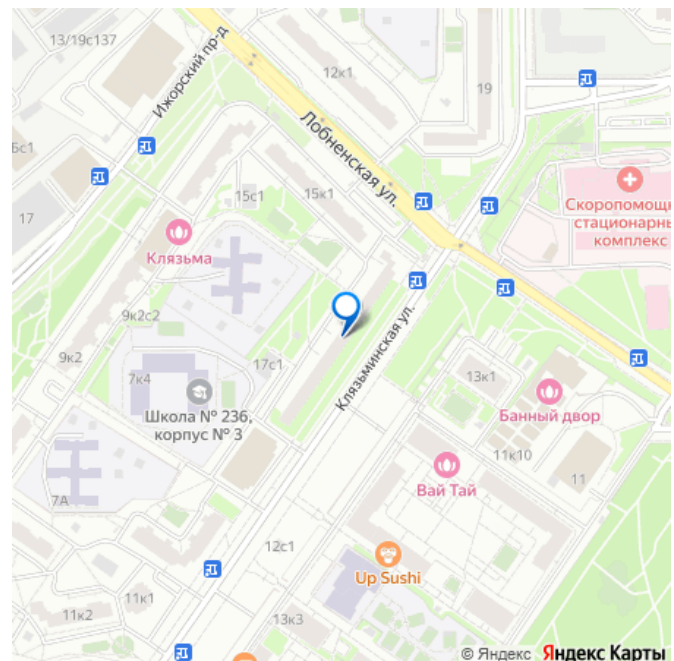 13/19с137
Ижорский пр-д
12к1
19
Лобненская ул.
Бс1
15с1
15к1
Скоропомощн
стационарны
комплекс
17
Клязьма
Клязьминская ул.
9к2с2
9к2
7к4
17с1
13к1
Школа № 236,
корпус № 3
Банный двор
11к10
11
Вай Тай
7А
12с1
Up Sushi
11к1
11к2
13к3
© Яндекс Яндекс Карты